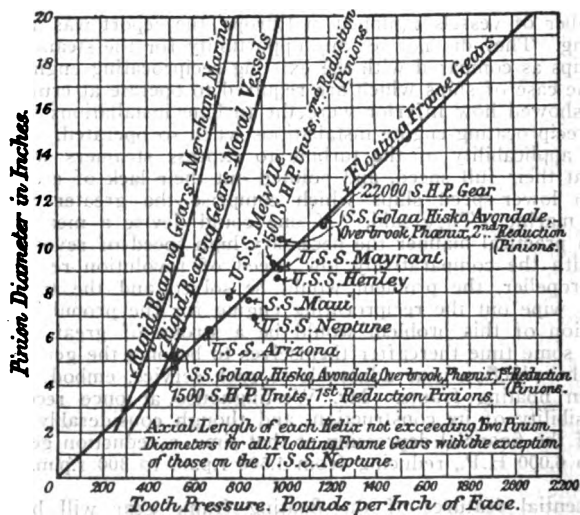 20
18
16
14
12
10
8
6
4
2
0
200
400
600
800
1000
1200
1400
1600
1800
2000
2200
Pinion Diameter in Inches.
Tooth Pressure. Pounds per Inch of Face.
Rigid Bearing Gears-Merchant Marine
Rigid Bearing Gears-Naval Vessels
U.S.S. Melville
1500 S.H.P. Units, 2nd Reduction
(Pinions
Floating Frame Gears
22000 S.H.P. Gear
S.S. Golaa, Hisko, Avondale,
Overbrook, Phœnix, 2nd Reduction
(Pinions.
U.S.S. Mayrant
U.S.S. Henley
S.S. Maui
U.S.S. Neptune
U.S.S. Arizona
S.S. Golaa, Hisko, Avondale, Overbrook, Phœnix 1st Reduction
(Pinions
1500 S.H.P. Units, 1st Reduction Pinions.
Axial Length of each Helix not exceeding Two Pinion
Diameters for all Floating Frame Gears with the exception
of those on the U.S.S. Neptune.